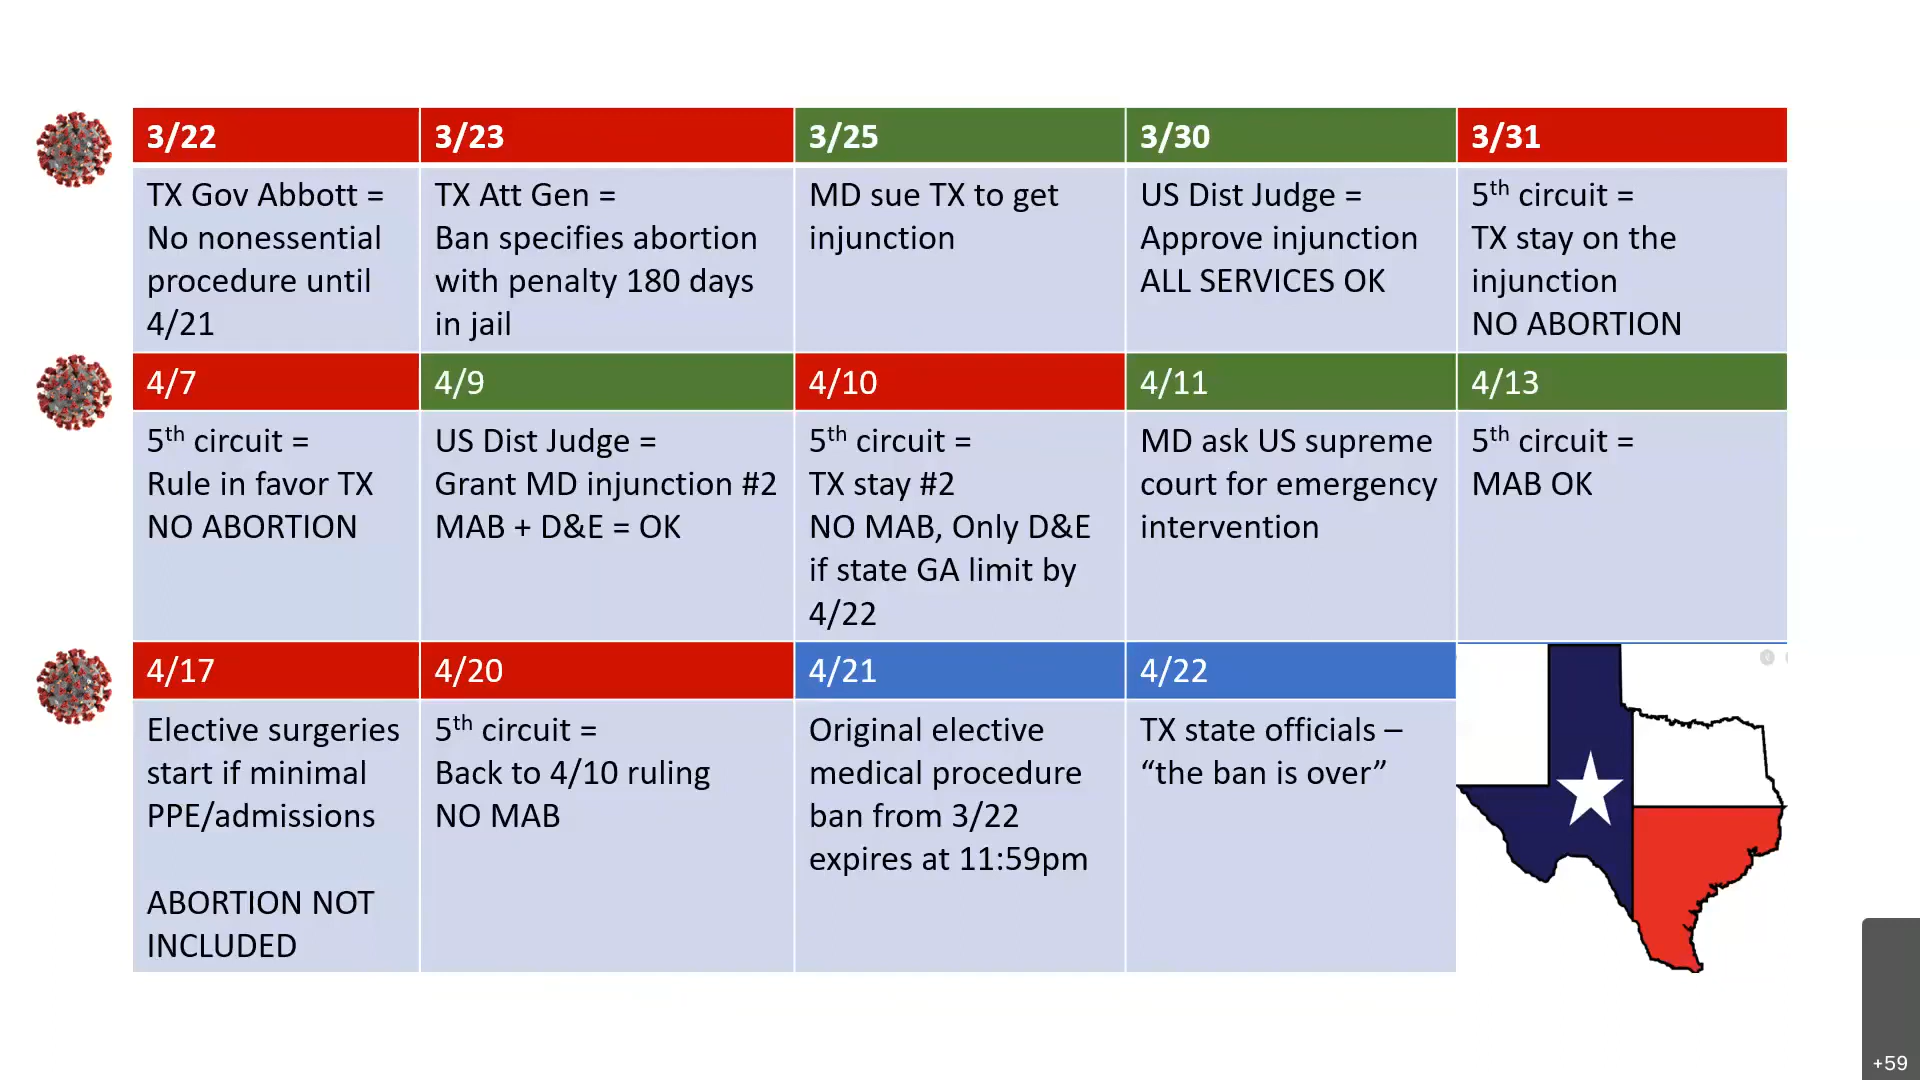 3/22
3/23
3/25
3/30
3/31
TX Gov Abbott =
No nonessential
procedure until
4/21
TX Att Gen =
Ban specifies abortion
with penalty 180 days
in jail
MD sue TX to get
injunction
US Dist Judge =
Approve injunction
ALL SERVICES OK
5th circuit =
TX stay on the
injunction
NO ABORTION
4/7
4/9
4/10
4/11
4/13
5th circuit =
Rule in favor TX
NO ABORTION
US Dist Judge =
Grant MD injunction #2
MAB + D&E = OK
5th circuit =
TX stay #2
NO MAB, Only D&E
if state GA limit by
4/22
MD ask US supreme
court for emergency
intervention
5th circuit =
MAB OK
4/17
4/20
4/21
4/22
Elective surgeries
start if minimal
PPE/admissions
ABORTION NOT
INCLUDED
5th circuit =
Back to 4/10 ruling
NO MAB
Original elective
medical procedure
ban from 3/22
expires at 11:59pm
TX state officials –
“the ban is over”
+59